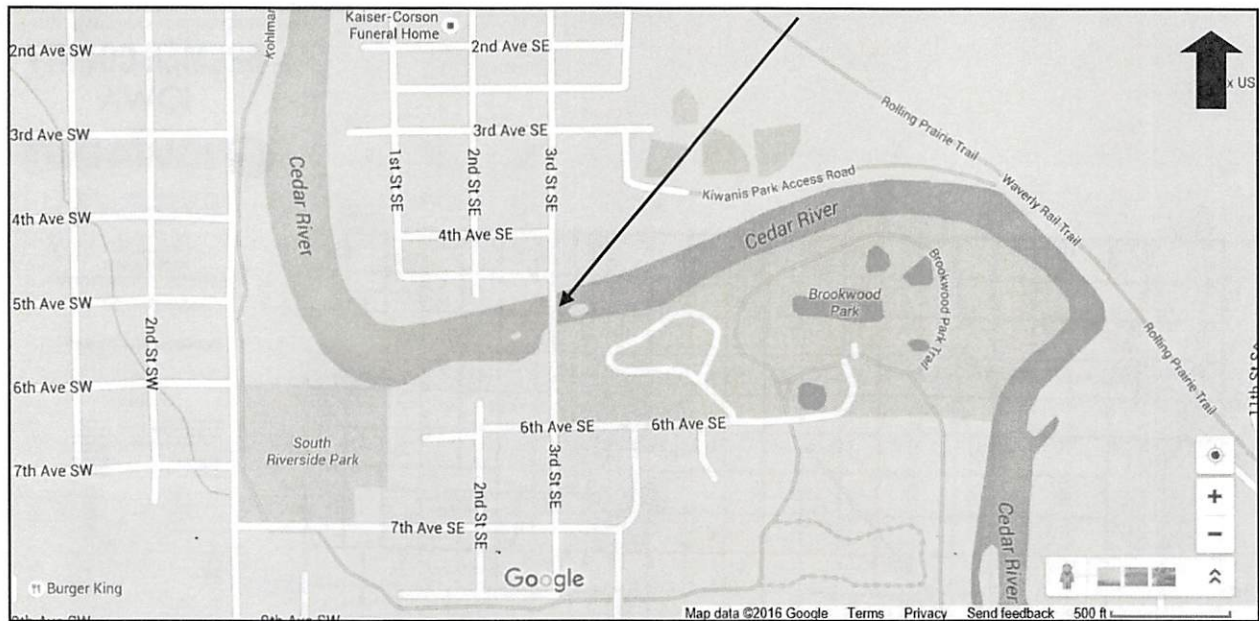 Kaiser-Corson
Funeral Home
2nd Ave SW
Kohlman
2nd Ave SE
x US
3rd Ave SW
3rd Ave SE
Rolling Prairie Trail
Cedar River
1st St SE
2nd St SE
3rd St SE
Kiwanis Park Access Road
Waverly Rail Trail
4th Ave SW
4th Ave SE
Cedar River
Brookwood Park Trail
5th Ave SW
Brookwood
Park
2nd St SW
Rolling Prairie Trail
6th Ave SW
6th Ave SE
6th Ave SE
South
Riverside Park
7th Ave SW
3rd St SE
2nd St SE
7th Ave SE
Cedar River
+
−
Google
Burger King
Map data ©2016 Google Terms Privacy Send feedback 500 ft